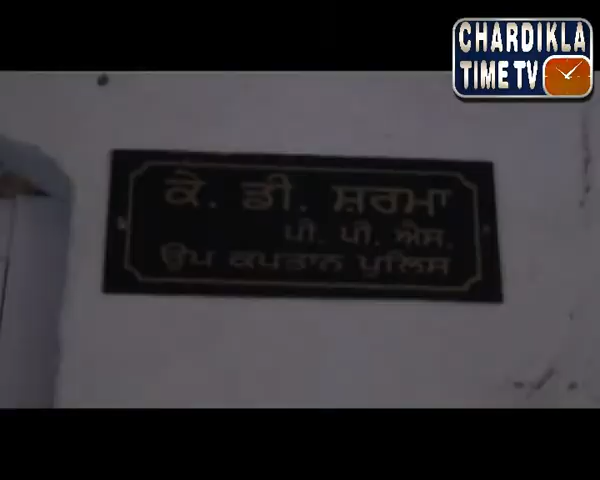 CHARDIKLA
TIME TV
ਕੇ. ਡੀ. ਸ਼ਰਮਾ
ਪੀ. ਪੀ. ਐਸ.
ਉਪ ਕਪਤਾਨ ਪੁਲਿਸ